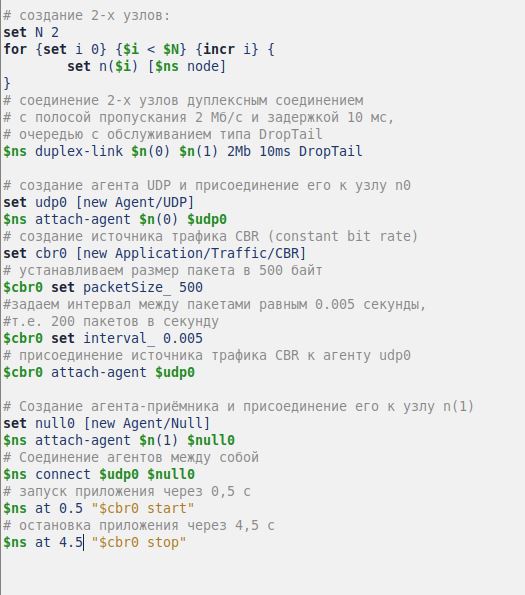 # создание 2-х узлов:
set N 2
for {set i 0} {$i < $N} {incr i} {
set n($i) [$ns node]
}
# соединение 2-х узлов дуплексным соединением
# с полосой пропускания 2 Мб/с и задержкой 10 мс,
# очередью с обслуживанием типа DropTail
$ns duplex-link $n(0) $n(1) 2Mb 10ms DropTail
# создание агента UDP и присоединение его к узлу n0
set udp0 [new Agent/UDP]
$ns attach-agent $n(0) $udp0
# создание источника трафика CBR (constant bit rate)
set cbr0 [new Application/Traffic/CBR]
# устанавливаем размер пакета в 500 байт
$cbr0 set packetSize_ 500
#задаем интервал между пакетами равным 0.005 секунды,
#т.е. 200 пакетов в секунду
$cbr0 set interval_ 0.005
# присоединение источника трафика CBR к агенту udp0
$cbr0 attach-agent $udp0
# Создание агента-приёмника и присоединение его к узлу n(1)
set null0 [new Agent/Null]
$ns attach-agent $n(1) $null0
# Соединение агентов между собой
$ns connect $udp0 $null0
# запуск приложения через 0,5 с
$ns at 0.5 "$cbr0 start"
# остановка приложения через 4,5 с
$ns at 4.5 "$cbr0 stop"